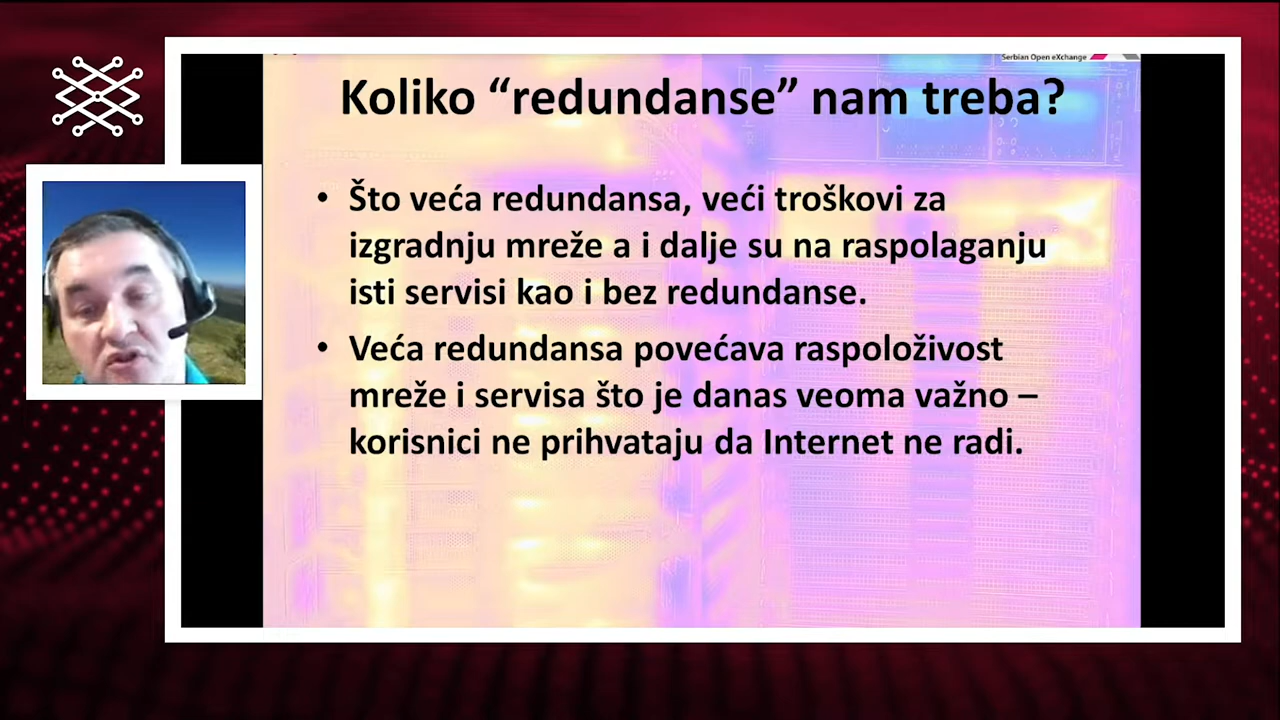 Serbian Open eXchange
Koliko “redundanse” nam treba?
• Što veća redundansa, veći troškovi za
izgradnju mreže a i dalje su na raspolaganju
isti servisi kao i bez redundanse.
• Veća redundansa povećava raspoloživost
mreže i servisa što je danas veoma važno –
korisnici ne prihvataju da Internet ne radi.